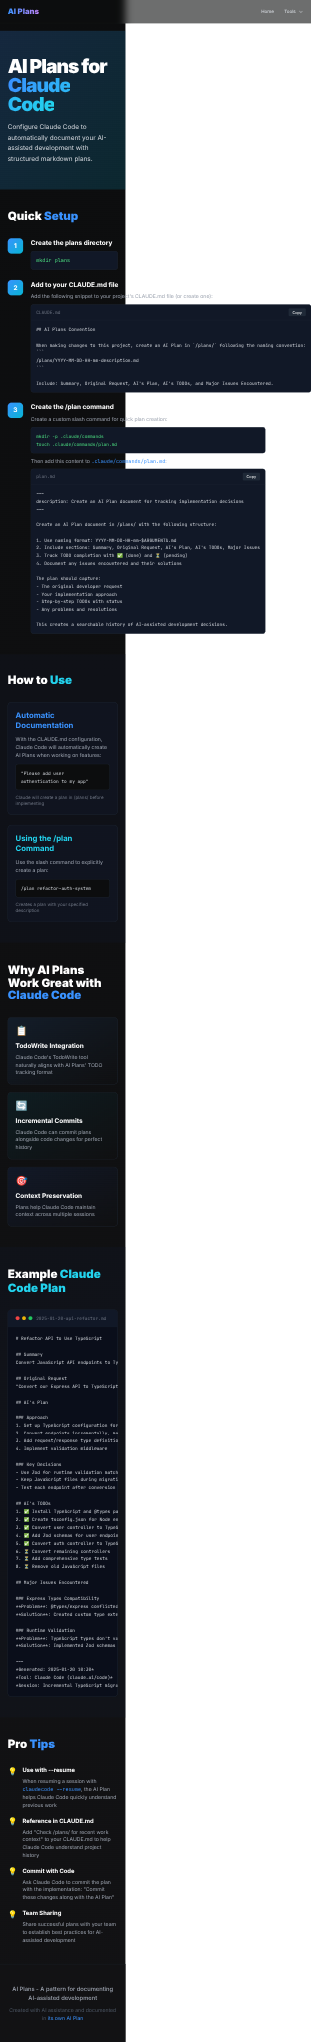 AI Plans
Home
Tools
AI Plans for
Claude
Code
Configure Claude Code to
automatically document your AI-
assisted development with
structured markdown plans.
Quick Setup
1
Create the plans directory
mkdir plans
2
Add to your CLAUDE.md file
Add the following snippet to your project's CLAUDE.md file (or create one):
CLAUDE.md
Copy
## AI Plans Convention
When making changes to this project, create an AI Plan in `/plans/` following the naming convention:
```
/plans/YYYY-MM-DD-HH-mm-description.md
```
Include: Summary, Original Request, AI's Plan, AI's TODOs, and Major Issues Encountered.
3
Create the /plan command
Create a custom slash command for quick plan creation:
mkdir -p .claude/commands
touch .claude/commands/plan.md
Then add this content to .claude/commands/plan.md:
plan.md
Copy
---
description: Create an AI Plan document for tracking implementation decisions
---
Create an AI Plan document in /plans/ with the following structure:
1. Use naming format: YYYY-MM-DD-HH-mm-$ARGUMENTS.md
2. Include sections: Summary, Original Request, AI's Plan, AI's TODOs, Major Issues
3. Track TODO completion with ✅ (done) and ⏳ (pending)
4. Document any issues encountered and their solutions
The plan should capture:
- The original developer request
- Your implementation approach
- Step-by-step TODOs with status
- Any problems and resolutions
This creates a searchable history of AI-assisted development decisions.
How to Use
Automatic
Documentation
With the CLAUDE.md configuration,
Claude Code will automatically create
AI Plans when working on features:
"Please add user
authentication to my app"
Claude will create a plan in /plans/ before
implementing
Using the /plan
Command
Use the slash command to explicitly
create a plan:
/plan refactor-auth-system
Creates a plan with your specified
description
Why AI Plans
Work Great with
Claude Code
📋
TodoWrite Integration
Claude Code's TodoWrite tool
naturally aligns with AI Plans' TODO
tracking format
🔄
Incremental Commits
Claude Code can commit plans
alongside code changes for perfect
history
🎯
Context Preservation
Plans help Claude Code maintain
context across multiple sessions
Example Claude
Code Plan
2025-01-20-api-refactor.md
# Refactor API to Use TypeScript
## Summary
Convert JavaScript API endpoints to Ty
## Original Request
"Convert our Express API to TypeScript
## AI's Plan
### Approach
1. Set up TypeScript configuration for
2. Convert endpoints incrementally,
3. Add request/response type definitio
4. Implement validation middleware
### Key Decisions
- Use Zod for runtime validation match
- Keep JavaScript files during migratio
- Test each endpoint after conversion
## AI's TODOs
1. ✅ Install TypeScript and @types pa
2. ✅ Create tsconfig.json for Node en
3. ✅ Convert user controller to TypeS
4. ✅ Add Zod schemas for user endpoin
5. ✅ Convert auth controller to TypeS
6. ⏳ Convert remaining controllers
7. ⏳ Add comprehensive type tests
8. ⏳ Remove old JavaScript files
## Major Issues Encountered
### Express Types Compatibility
**Problem**: @types/express conflicted
**Solution**: Created custom type exte
### Runtime Validation
**Problem**: TypeScript types don't va
**Solution**: Implemented Zod schemas
---
*Generated: 2025-01-20 10:30*
*Tool: Claude Code (claude.ai/code)*
*Session: Incremental TypeScript migra
Pro Tips
💡
Use with --resume
When resuming a session with
claudecode --resume, the AI Plan
helps Claude Code quickly understand
previous work
💡
Reference in CLAUDE.md
Add "Check /plans/ for recent work
context" to your CLAUDE.md to help
Claude Code understand project
history
💡
Commit with Code
Ask Claude Code to commit the plan
with the implementation: "Commit
these changes along with the AI Plan"
💡
Team Sharing
Share successful plans with your team
to establish best practices for AI-
assisted development
AI Plans - A pattern for documenting
AI-assisted development
Created with AI assistance and documented
in its own AI Plan